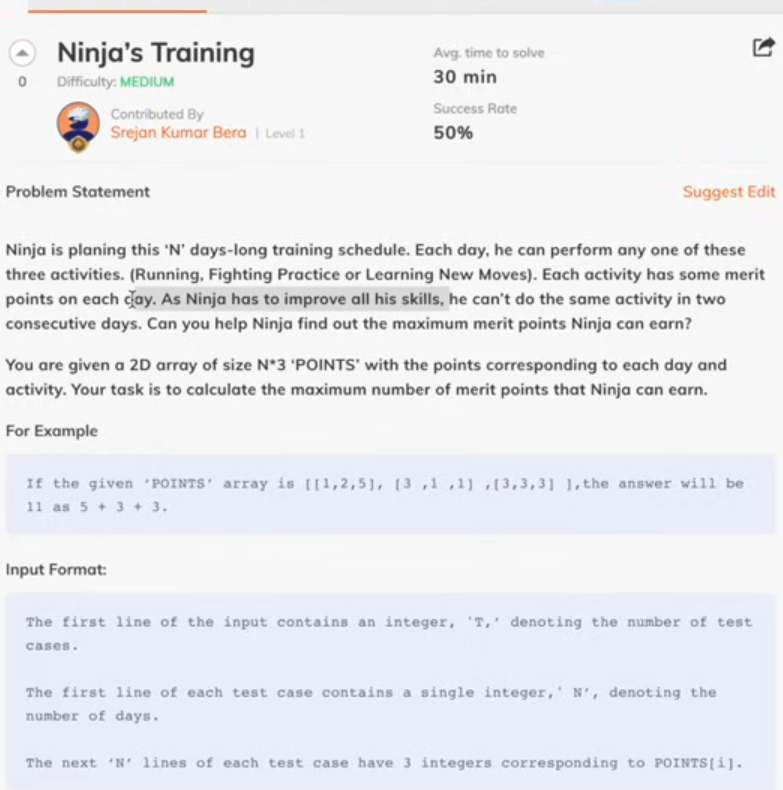 Ninja's Training
Avg. time to solve
30 min
0
Difficulty: MEDIUM
Contributed By
Srejan Kumar Bera | Level 1
Success Rate
50%
Problem Statement
Suggest Edit
Ninja is planing this 'N' days-long training schedule. Each day, he can perform any one of these
three activities. (Running, Fighting Practice or Learning New Moves). Each activity has some merit
points on each day. As Ninja has to improve all his skills, he can't do the same activity in two
consecutive days. Can you help Ninja find out the maximum merit points Ninja can earn?
You are given a 2D array of size N*3 'POINTS' with the points corresponding to each day and
activity. Your task is to calculate the maximum number of merit points that Ninja can earn.
For Example
If the given 'POINTS' array is [[1,2,5], [3 ,1 ,1] ,[3,3,3] ],the answer will be
11 as 5 + 3 + 3.
Input Format:
The first line of the input contains an integer, 'T,' denoting the number of test
cases.
The first line of each test case contains a single integer,' N', denoting the
number of days.
The next 'N' lines of each test case have 3 integers corresponding to POINTS[i].